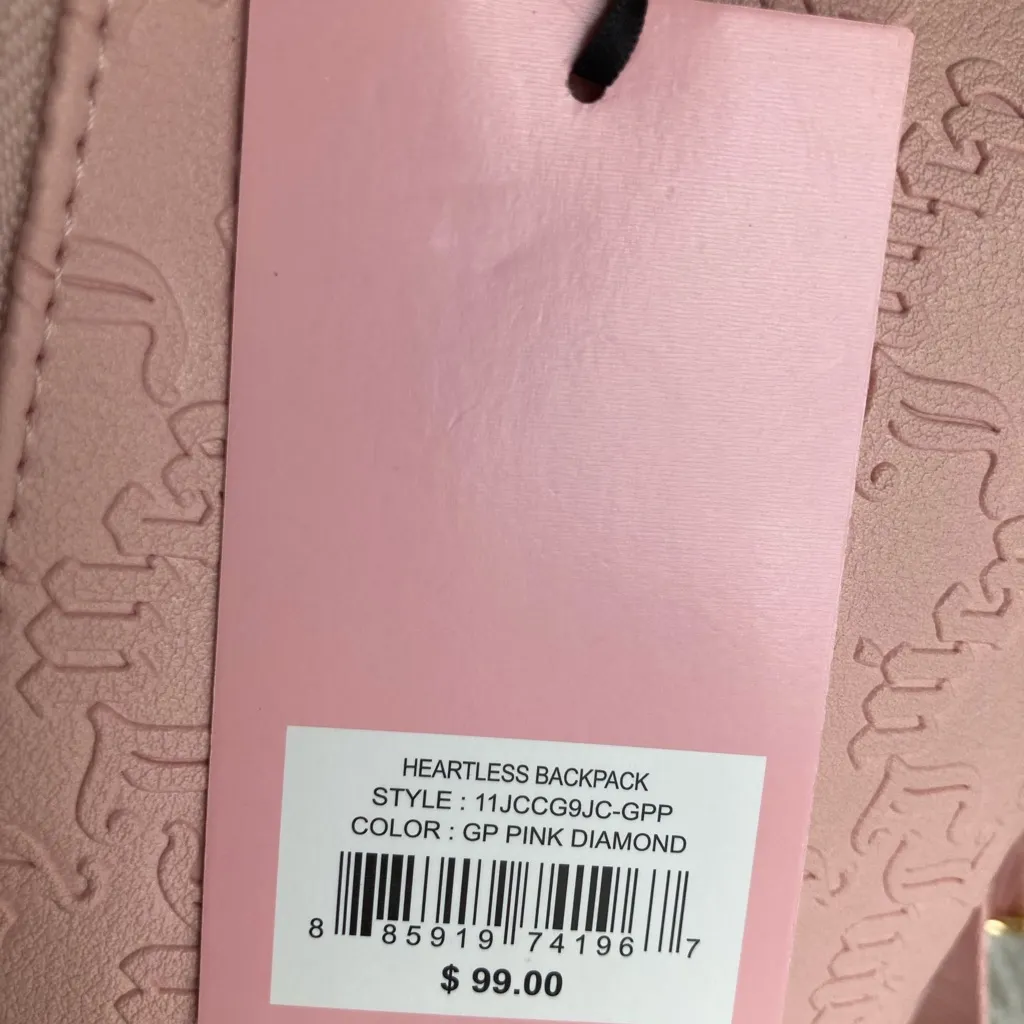 HEARTLESS BACKPACK
STYLE : 11JCCG9JC-GPP
COLOR : GP PINK DIAMOND
8 85919 74196 7
$ 99.00